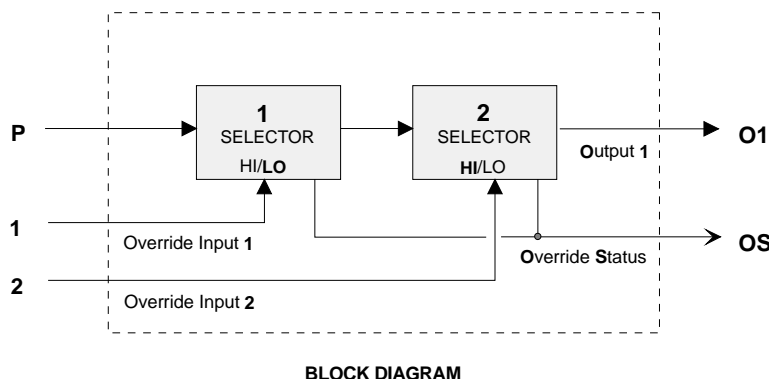 1
SELECTOR
HI/LO
2
SELECTOR
HI/LO
P
O1
Output 1
1
Override Input 1
OS
Override Status
2
Override Input 2
BLOCK DIAGRAM